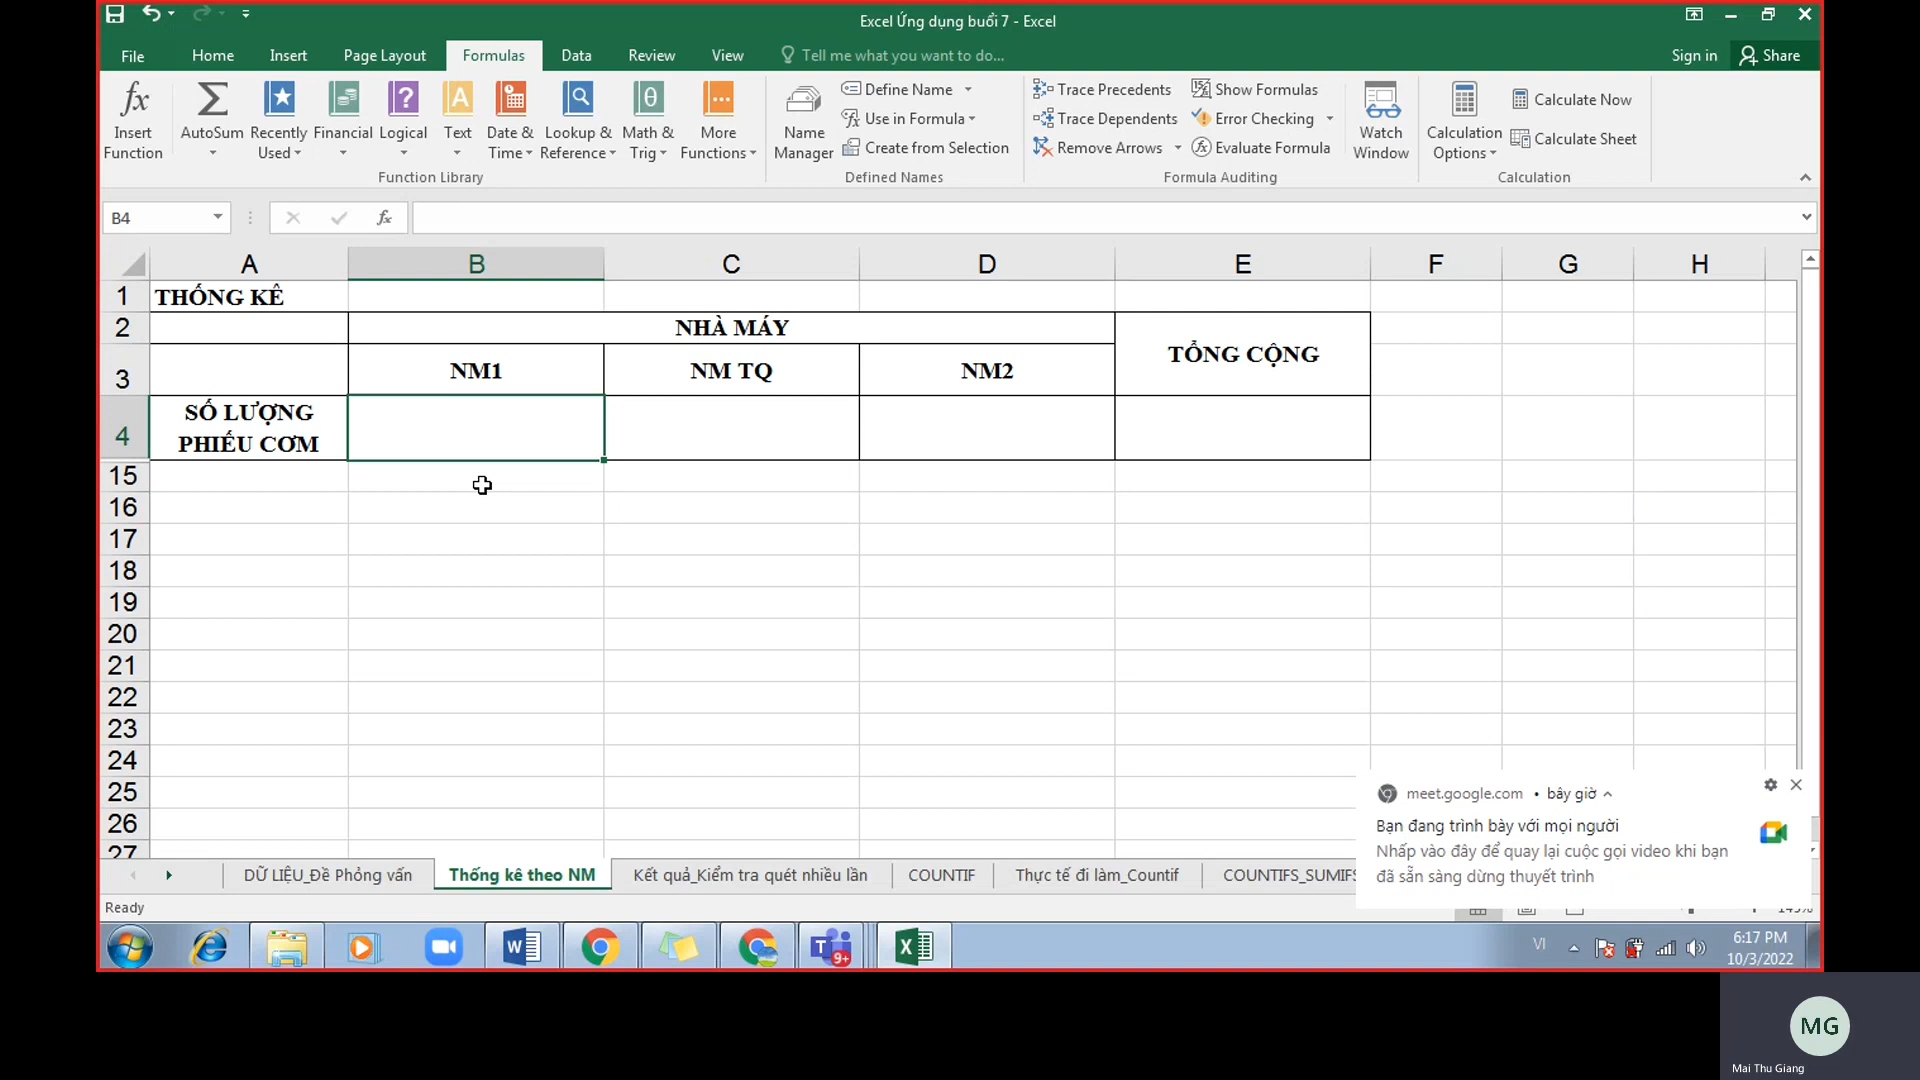 Excel Ứng dụng buổi 7 - Excel
File Home Insert Page Layout Formulas Data Review View Tell me what you want to do... Sign in Share
Insert Function
AutoSum
Recently Used
Financial
Logical
Text
Date & Time
Lookup & Reference
Math & Trig
More Functions
Function Library
Name Manager
Define Name
Use in Formula
Create from Selection
Defined Names
Trace Precedents
Trace Dependents
Remove Arrows
Show Formulas
Error Checking
Evaluate Formula
Formula Auditing
Watch Window
Calculation Options
Calculate Now
Calculate Sheet
Calculation
B4
fx
A B C D E F G H
1 THỐNG KÊ
2 NHÀ MÁY TỔNG CỘNG
3 NM1 NM TQ NM2
4 SỐ LƯỢNG
PHIẾU CƠM
15
16
17
18
19
20
21
22
23
24
25
26
27
meet.google.com • bây giờ
Bạn đang trình bày với mọi người
Nhấp vào đây để quay lại cuộc gọi video khi bạn
đã sẵn sàng dừng thuyết trình
DỮ LIỆU_Đề Phỏng vấn Thống kê theo NM Kết quả_Kiểm tra quét nhiều lần COUNTIF Thực tế đi làm_Countif COUNTIFS_SUMIFS
Ready
9+
VI
6:17 PM
10/3/2022
MG
Mai Thu Giang